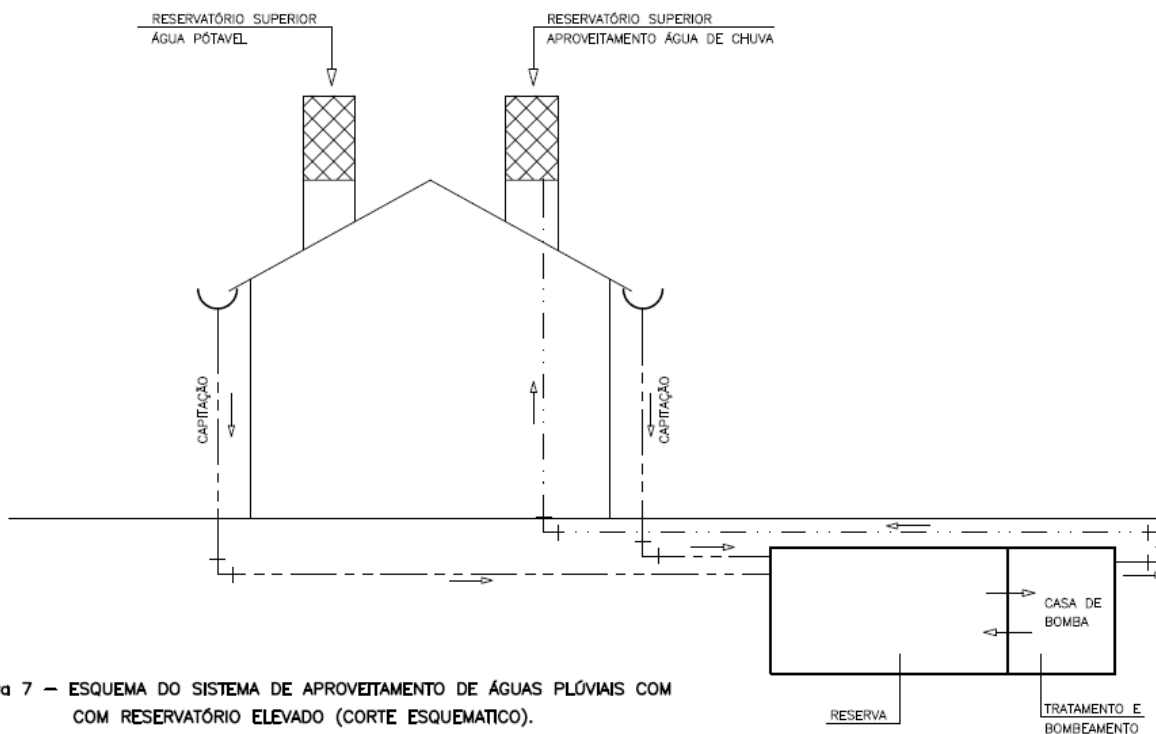 RESERVATÓRIO SUPERIOR
ÁGUA PÓTAVEL
RESERVATÓRIO SUPERIOR
APROVEITAMENTO ÁGUA DE CHUVA
CAPITAÇÃO
CAPITAÇÃO
CASA DE
BOMBA
RESERVA
TRATAMENTO E
BOMBEAMENTO
7 – ESQUEMA DO SISTEMA DE APROVEITAMENTO DE ÁGUAS PLÚVIAIS COM
COM RESERVATÓRIO ELEVADO (CORTE ESQUEMATICO).